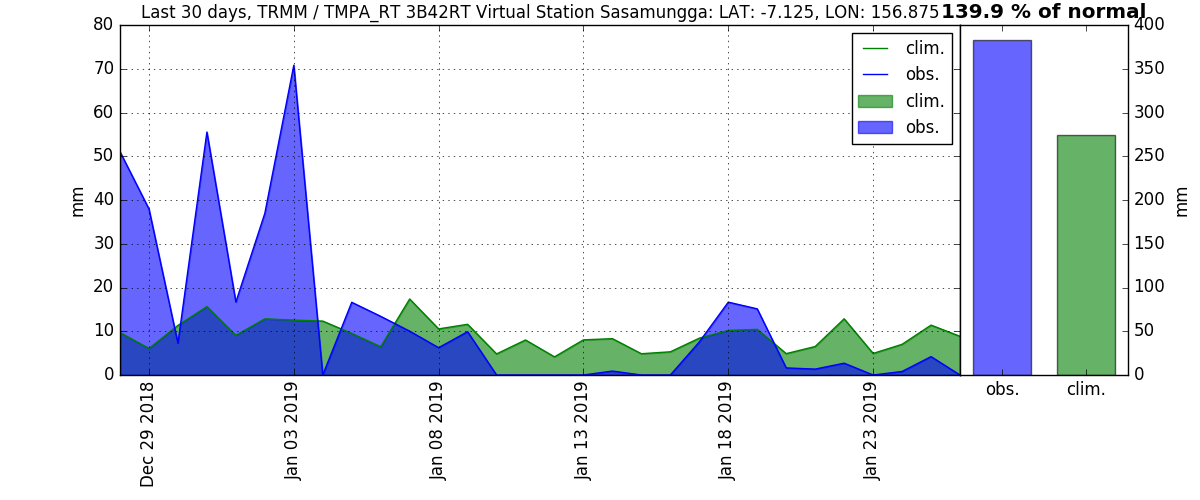 Last 30 days, TRMM / TMPA_RT 3B42RT Virtual Station Sasamungga: LAT: -7.125, LON: 156.875
139.9 % of normal
80
70
60
50
40
30
20
10
0
mm
clim.
obs.
clim.
obs.
400
350
300
250
200
150
100
50
0
mm
Dec 29 2018
Jan 03 2019
Jan 08 2019
Jan 13 2019
Jan 18 2019
Jan 23 2019
obs.
clim.